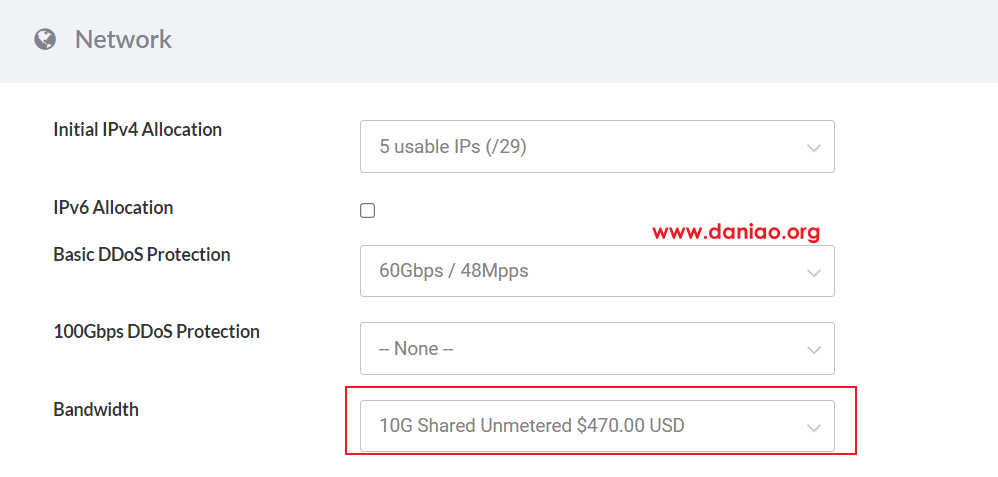 Network
Initial IPv4 Allocation
5 usable IPs (/29)
IPv6 Allocation
www.daniao.org
Basic DDoS Protection
60Gbps / 48Mpps
100Gbps DDoS Protection
-- None --
Bandwidth
10G Shared Unmetered $470.00 USD